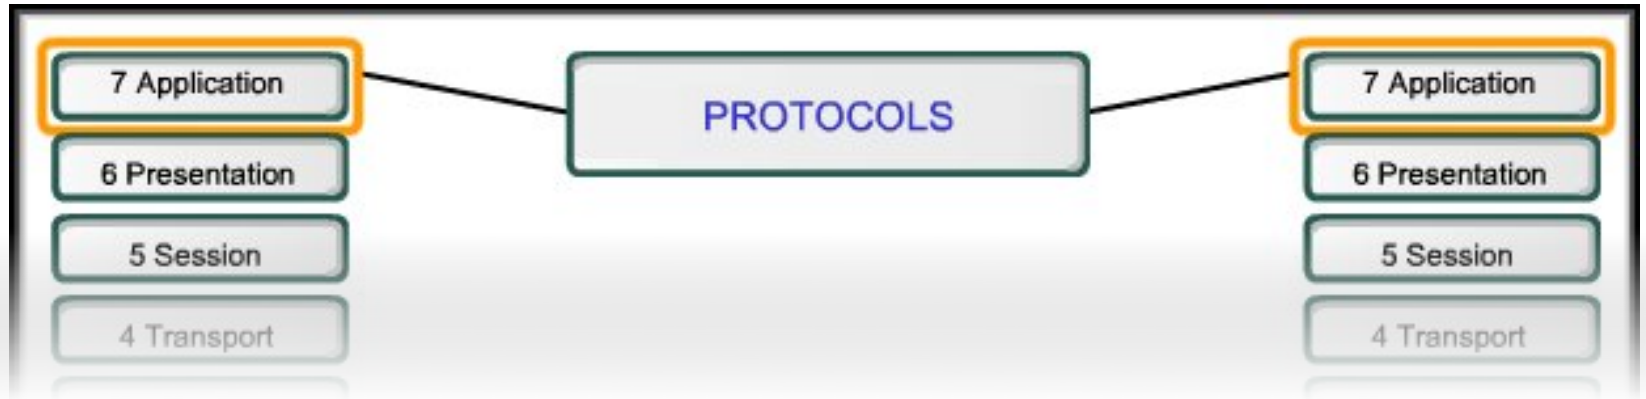 7 Application
6 Presentation
5 Session
4 Transport
PROTOCOLS
7 Application
6 Presentation
5 Session
4 Transport